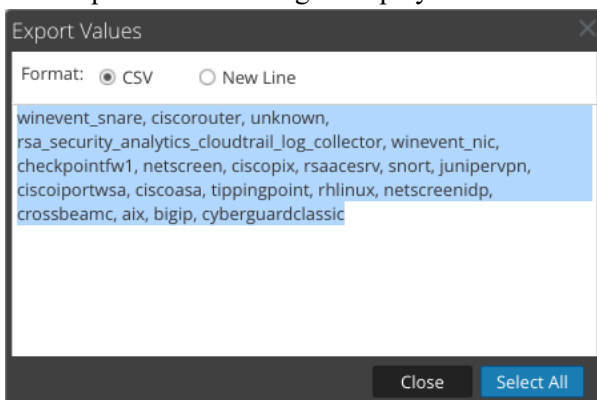 Export Values
Format: CSV New Line
winevent_snare, ciscorouter, unknown,
rsa_security_analytics_cloudtrail_log_collector, winevent_nic,
checkpointfw1, netscreen, ciscopix, rsaacesrv, snort, junipervpn,
ciscoiportwsa, ciscoasa, tippingpoint, rhlinux, netscreenidp,
crossbeamc, aix, bigip, cyberguardclassic
Close Select All